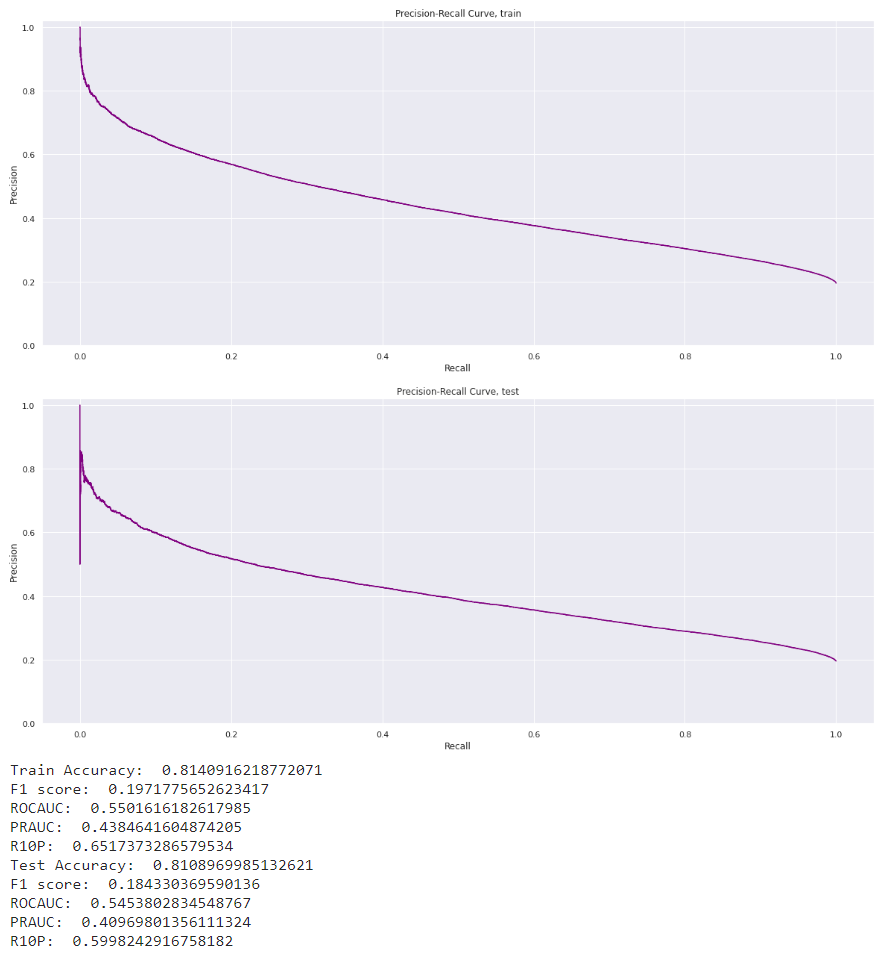 Precision-Recall Curve, train
1.0
0.8
0.6
0.4
0.2
0.0
Precision
0.0 0.2 0.4 0.6 0.8 1.0
Recall
Precision-Recall Curve, test
1.0
0.8
0.6
0.4
0.2
0.0
Precision
0.0 0.2 0.4 0.6 0.8 1.0
Recall
Train Accuracy:  0.8140916218772071
F1 score:  0.1971775652623417
ROCAUC:  0.5501616182617985
PRAUC:  0.4384641604874205
R10P:  0.6517373286579534
Test Accuracy:  0.8108969985132621
F1 score:  0.184330369590136
ROCAUC:  0.5453802834548767
PRAUC:  0.40969801356111324
R10P:  0.5998242916758182